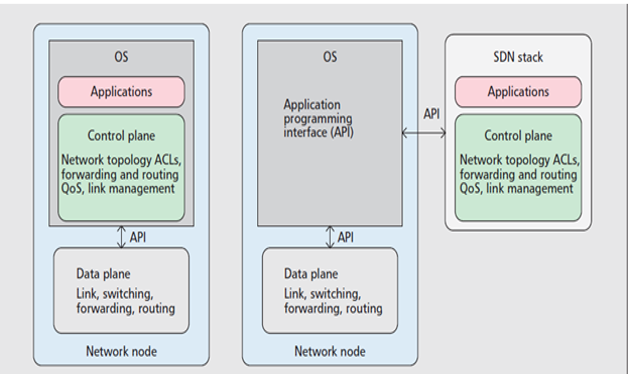 OS
Applications
Control plane
Network topology ACLs,
forwarding and routing
QoS, link management
API
Data plane
Link, switching,
forwarding, routing
Network node
OS
Application
programming
interface (API)
API
Data plane
Link, switching,
forwarding, routing
Network node
API
SDN stack
Applications
Control plane
Network topology ACLs,
forwarding and routing
QoS, link management